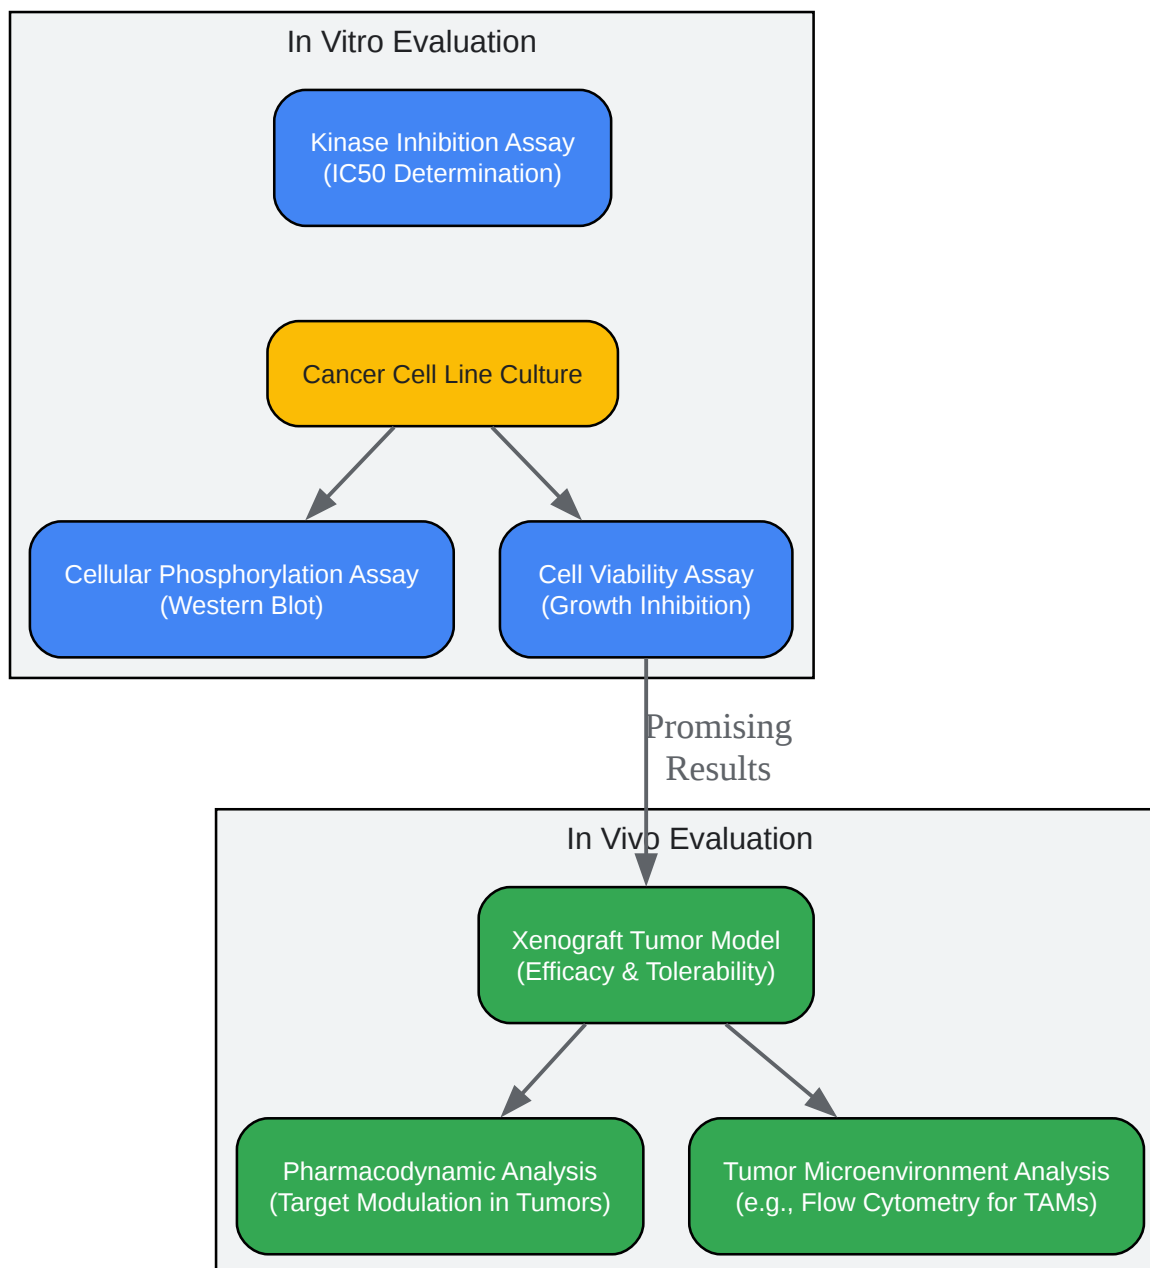 In Vitro Evaluation
Kinase Inhibition Assay
(IC50 Determination)
Cancer Cell Line Culture
Cellular Phosphorylation Assay
(Western Blot)
Cell Viability Assay
(Growth Inhibition)
Promising
Results
In Vivo Evaluation
Xenograft Tumor Model
(Efficacy & Tolerability)
Pharmacodynamic Analysis
(Target Modulation in Tumors)
Tumor Microenvironment Analysis
(e.g., Flow Cytometry for TAMs)